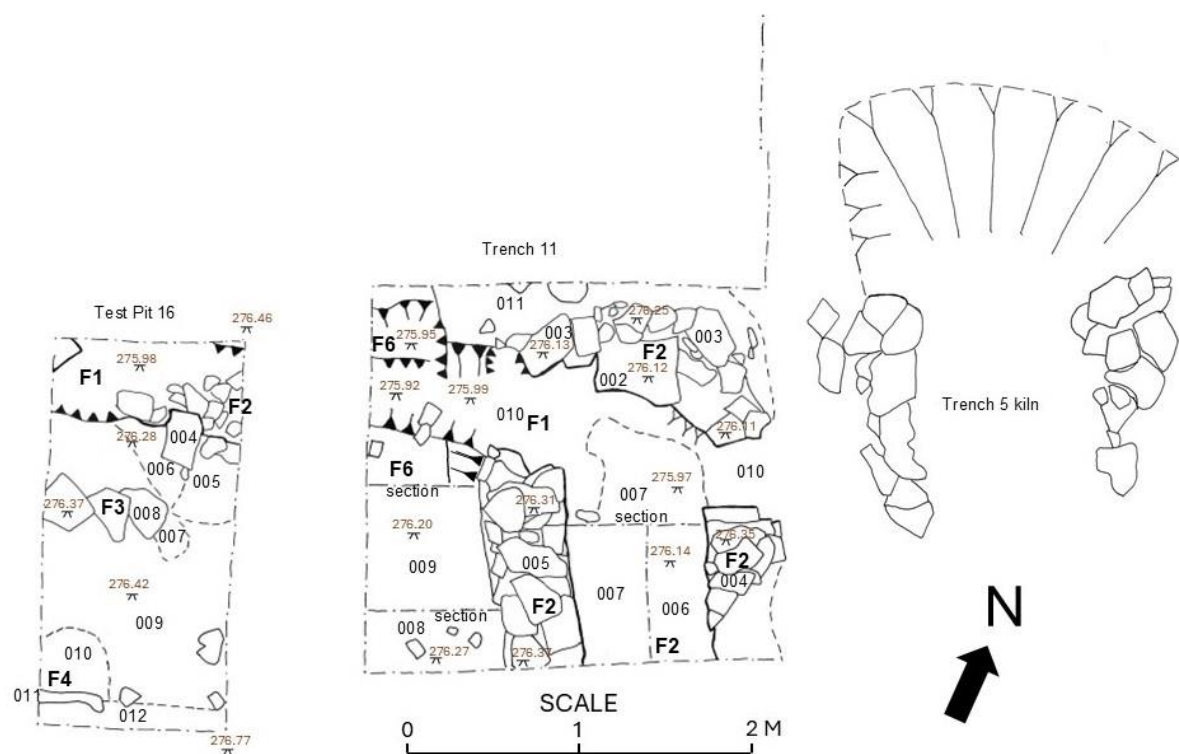 Trench 11
Test Pit 16
276.46
275.98
F1
F2
276.28
004
006
005
276.37
F3
008
007
276.42
009
010
F4
011
012
276.77
011
003
276.25
003
F6
275.95
276.13
F2
002
276.12
275.92
275.99
010
F1
276.11
F6
section
010
007
275.97
section
276.31
276.20
009
005
276.35
F2
004
276.14
007
006
F2
section
008
276.27
276.37
F2
Trench 5 kiln
N
SCALE
0
1
2 M